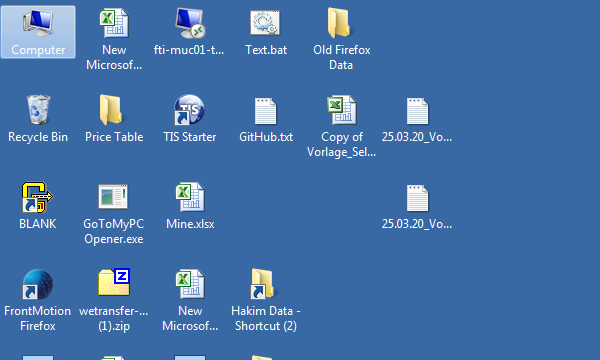 Computer
New
Microsof...
fti-muc01-t...
Text.bat
Old Firefox
Data
Recycle Bin
Price Table
TIS
TIS Starter
GitHub.txt
Copy of
Vorlage_Sel...
25.03.20_Vo...
BLANK
GoToMyPC
Opener.exe
Mine.xlsx
25.03.20_Vo...
FrontMotion
Firefox
Z
wetransfer-...
(1).zip
New
Microsof...
Hakim Data -
Shortcut (2)